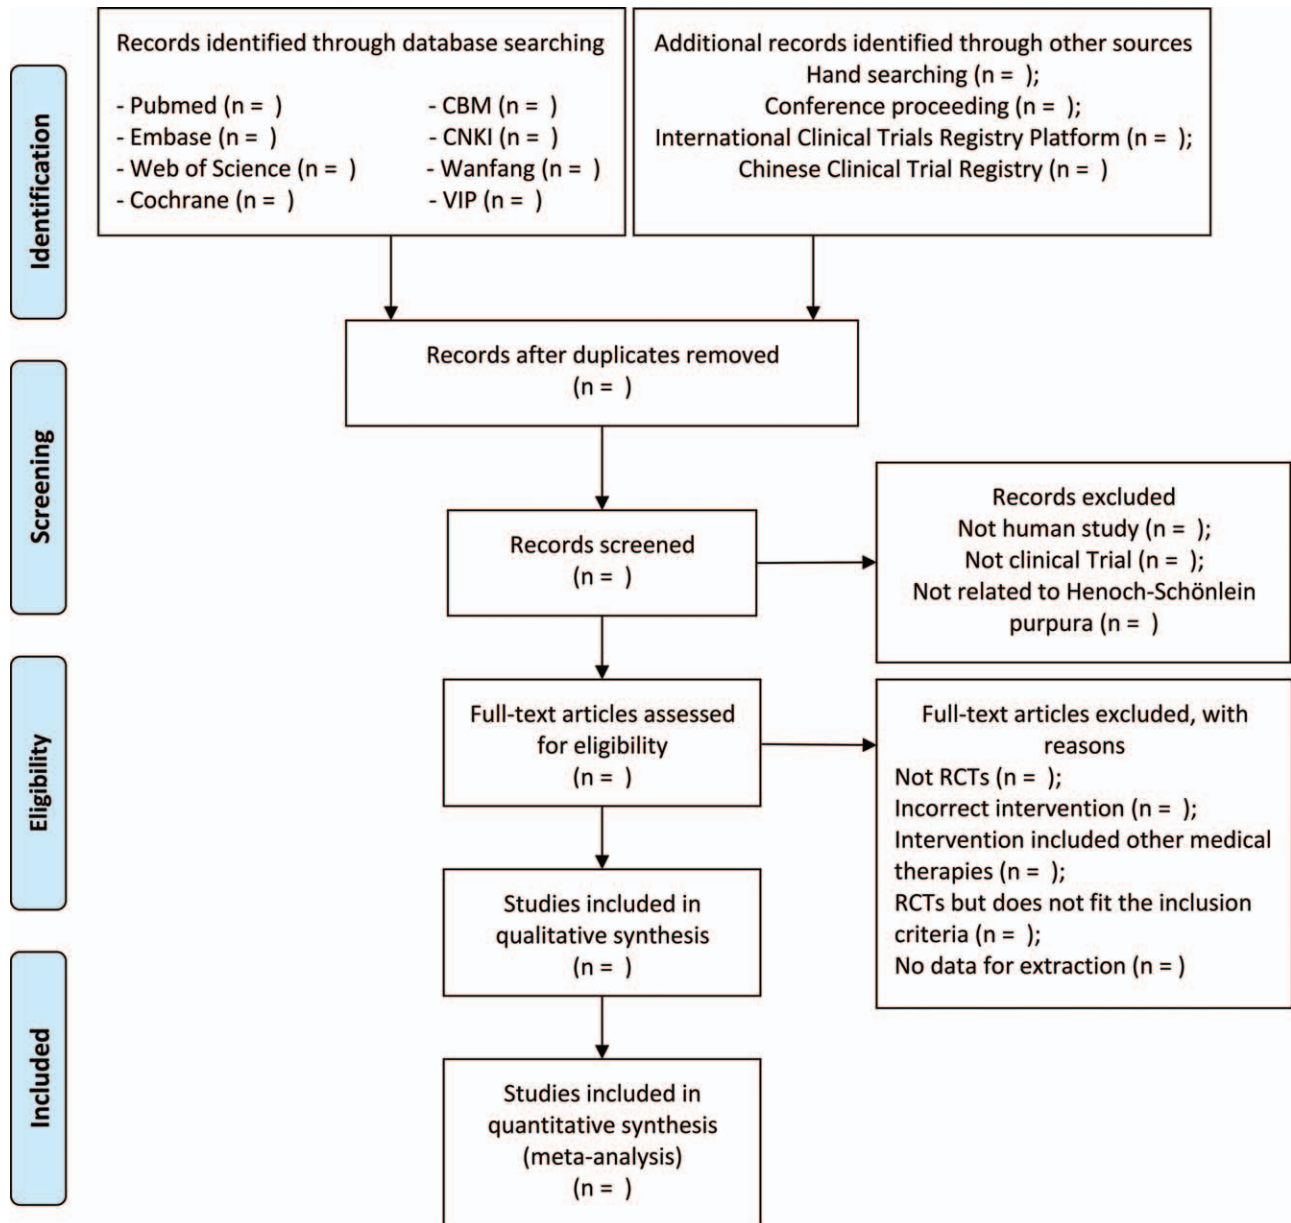 Identification
Records identified through database searching
- Pubmed (n =  )
- Embase (n =  )
- Web of Science (n =  )
- Cochrane (n =  )
- CBM (n =  )
- CNKI (n =  )
- Wanfang (n =  )
- VIP (n =  )
Additional records identified through other sources
Hand searching (n =  );
Conference proceeding (n =  );
International Clinical Trials Registry Platform (n =  );
Chinese Clinical Trial Registry (n =  )
Records after duplicates removed
(n =  )
Screening
Records screened
(n =  )
Records excluded
Not human study (n =  );
Not clinical Trial (n =  );
Not related to Henoch-Schönlein
purpura (n =  )
Eligibility
Full-text articles assessed
for eligibility
(n =  )
Full-text articles excluded, with
reasons
Not RCTs (n =  );
Incorrect intervention (n =  );
Intervention included other medical
therapies (n =  );
RCTs but does not fit the inclusion
criteria (n =  );
No data for extraction (n = )
Studies included in
qualitative synthesis
(n =  )
Included
Studies included in
quantitative synthesis
(meta-analysis)
(n =  )